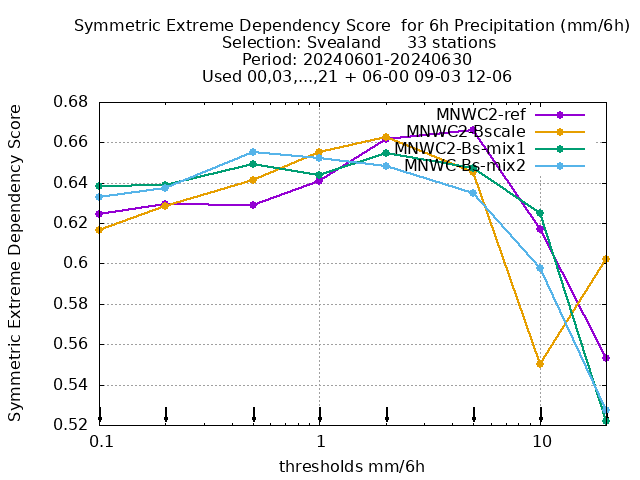 Symmetric Extreme Dependency Score  for 6h Precipitation (mm/6h)
Selection: Svealand     33 stations
Period: 20240601-20240630
Used 00,03,...,21 + 06-00 09-03 12-06
Symmetric Extreme Dependency Score
0.68
0.66
0.64
0.62
0.6
0.58
0.56
0.54
0.52
MNWC2-ref
MNWC2-Bscale
MNWC2-Bs-mix1
MNWC-Bs-mix2
0.1
1
10
thresholds mm/6h